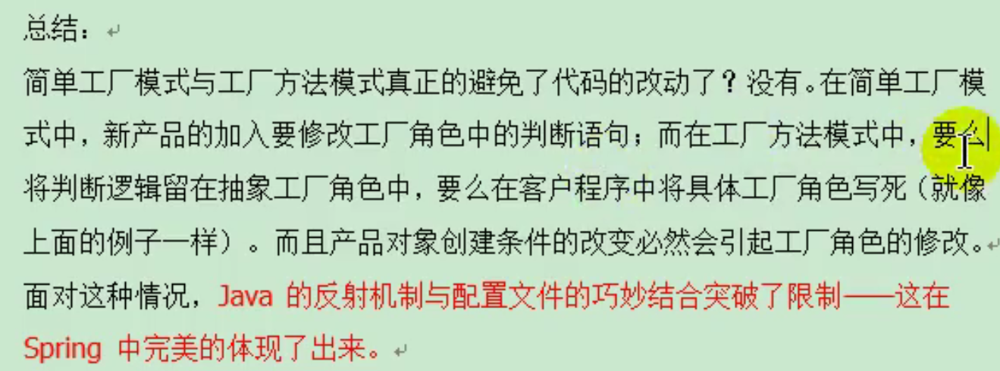 总结：
简单工厂模式与工厂方法模式真正的避免了代码的改动了？没有。在简单工厂模
式中，新产品的加入要修改工厂角色中的判断语句；而在工厂方法模式中，要么
将判断逻辑留在抽象工厂角色中，要么在客户程序中将具体工厂角色写死（就像
上面的例子一样）。而且产品对象创建条件的改变必然会引起工厂角色的修改。
面对这种情况，Java 的反射机制与配置文件的巧妙结合突破了限制——这在
Spring 中完美的体现了出来。